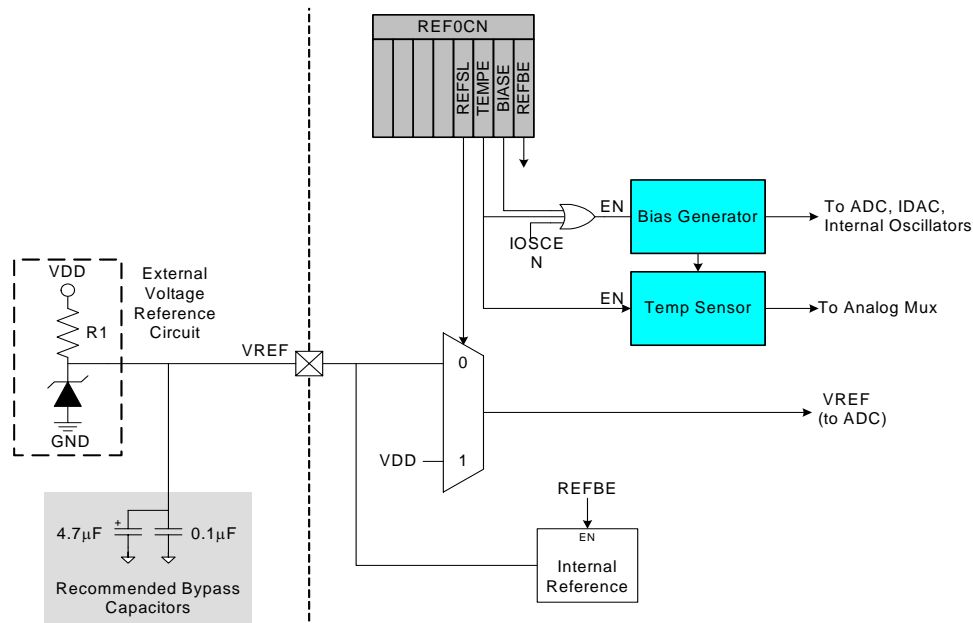 REF0CN
REFSL
TEMPE
BIASE
REFBE
EN
Bias Generator
To ADC, IDAC,
Internal Oscillators
IOSCE
N
EN
Temp Sensor
To Analog Mux
VDD
External
Voltage
Reference
Circuit
R1
VREF
0
GND
VREF
(to ADC)
VDD
1
REFBE
EN
Internal
Reference
+
4.7µF
0.1µF
Recommended Bypass
Capacitors